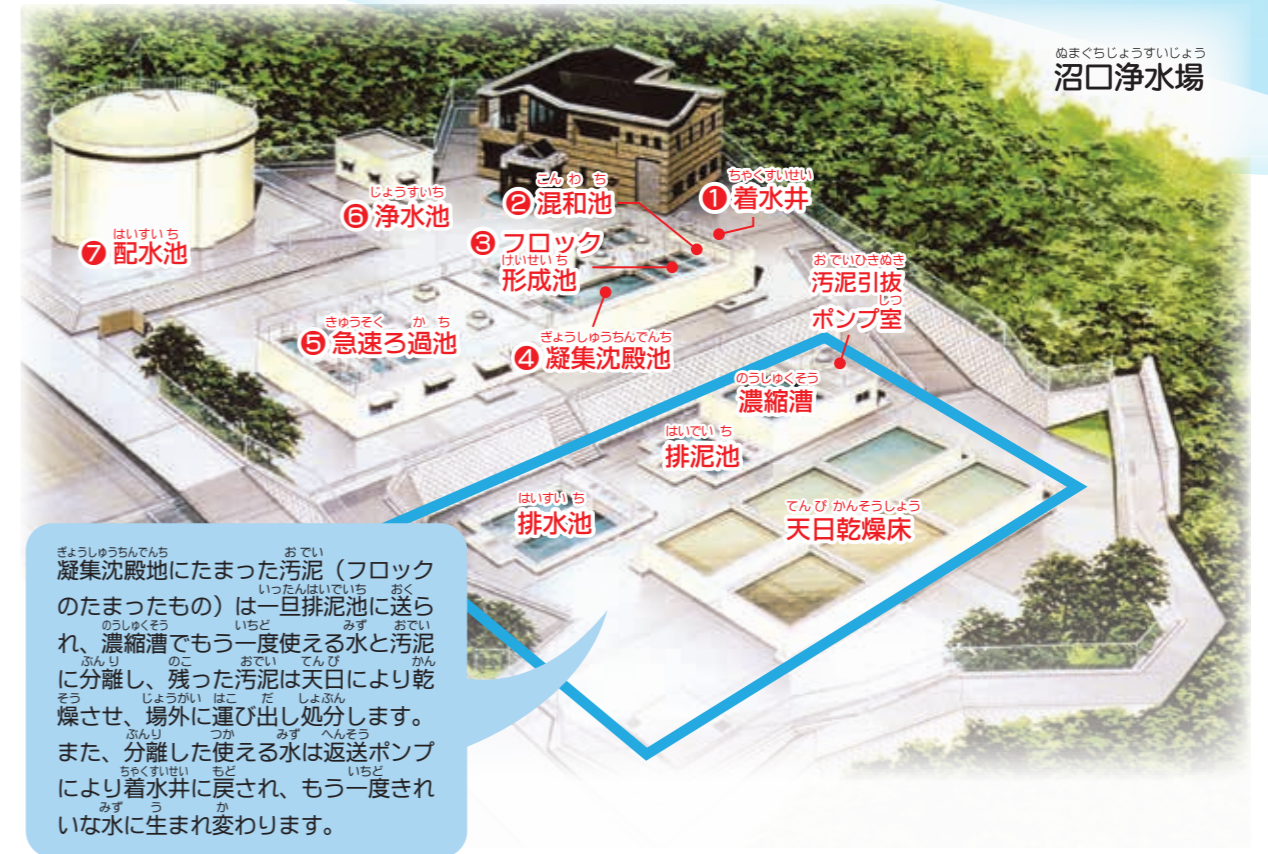 ぬまぐちじょうすいじょう
沼口浄水場
ちゃくすいせい
❶ 着水井
こんわち
❷ 混和池
❸ フロック
けいせいち
形成池
ぎょうしゅうちんでんち
❹ 凝集沈殿池
きゅうそく か ち
❺ 急速ろ過池
じょうすいち
❻ 浄水池
はいすいち
❼ 配水池
おでいひきぬき
汚泥引抜
じつ
ポンプ室
のうしゅくそう
濃縮漕
はいでいち
排泥池
はいすいち
排水池
てんぴかんそうしょう
天日乾燥床
ぎょうしゅうちんでんち おでい
凝集沈殿地にたまった汚泥（フロック
いったんはいでいち おく
のたまったもの）は一旦排泥池に送ら
のうしゅくそう いちど みず おでい
れ、濃縮漕でもう一度使える水と汚泥
ぶんり のこ おでい てんぴ かん
に分離し、残った汚泥は天日により乾
そう じょうがい はこ だ しょぶん
燥させ、場外に運び出し処分します。
ぶんり つか みず へんそう
また、分離した使える水は返送ポンプ
ちゃくすいせい もど いちど
により着水井に戻され、もう一度きれ
みず う か
いな水に生まれ変わります。